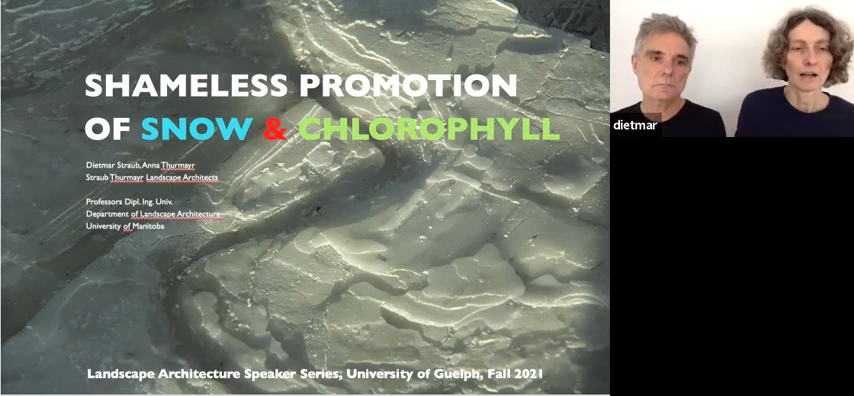 SHAMELESS PROMOTION
OF SNOW & CHLOROPHYLL
Dietmar Straub, Anna Thurmayr
Straub Thurmayr Landscape Architects
Professors Dipl. Ing. Univ.
Department of Landscape Architecture
University of Manitoba
Landscape Architecture Speaker Series, University of Guelph, Fall 2021
dietmar